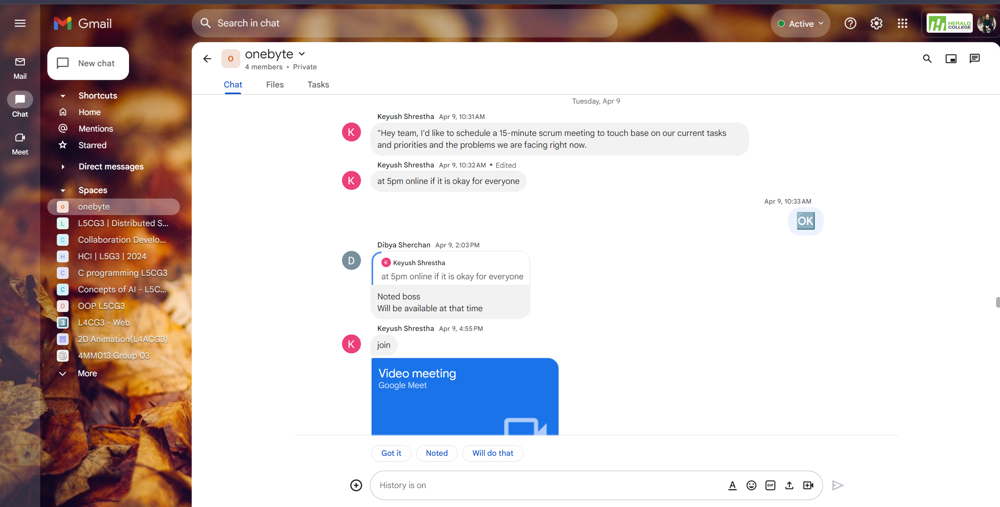 Gmail
Search in chat
Active
HERALD
COLLEGE
Mail
Chat
Meet
New chat
Shortcuts
Home
Mentions
Starred
Direct messages
Spaces
o onebyte
L L5CG3 | Distributed S...
C Collaboration Develo...
H HCI | L5G3 | 2024
C C programming L5CG3
C Concepts of AI - L5C...
O OOP L5CG3
3 L4CG3 - Web
2D Animation(L4ACG3)
4MM013 Group 03
More
o
onebyte
4 members • Private
Chat Files Tasks
Tuesday, Apr 9
Keyush Shrestha Apr 9, 10:31 AM
K
"Hey team, I'd like to schedule a 15-minute scrum meeting to touch base on our current tasks
and priorities and the problems we are facing right now.
Keyush Shrestha Apr 9, 10:32 AM • Edited
K
at 5pm online if it is okay for everyone
Apr 9, 10:33 AM
OK
Dibya Sherchan Apr 9, 2:03 PM
D
K Keyush Shrestha
at 5pm online if it is okay for everyone
Noted boss
Will be available at that time
Keyush Shrestha Apr 9, 4:55 PM
K
join
Video meeting
Google Meet
Got it Noted Will do that
History is on
A
GIF